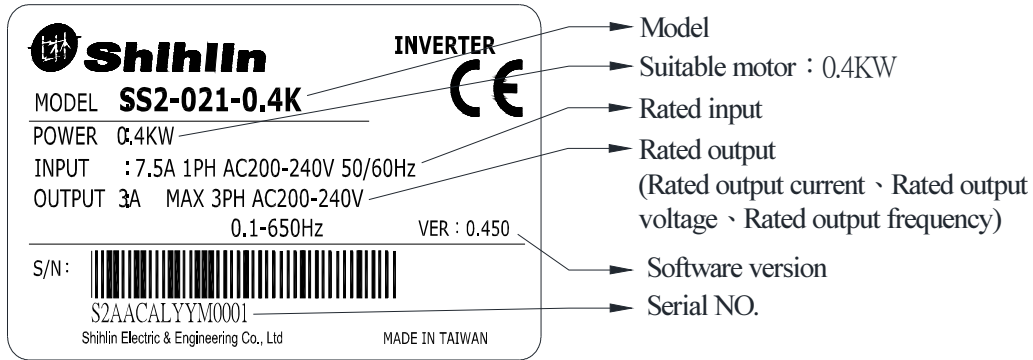 Shihlin
INVERTER
CE
MODEL SS2-021-0.4K
POWER : 0.4KW
INPUT : 7.5A 1PH AC200-240V 50/60Hz
OUTPUT : 3A MAX 3PH AC200-240V
0.1-650Hz VER : 0.450
S/N:
S2AACALYYM0001
Shihlin Electric & Engineering Co., Ltd MADE IN TAIWAN
Model
Suitable motor：0.4KW
Rated input
Rated output
(Rated output current、Rated output
voltage、Rated output frequency)
Software version
Serial NO.